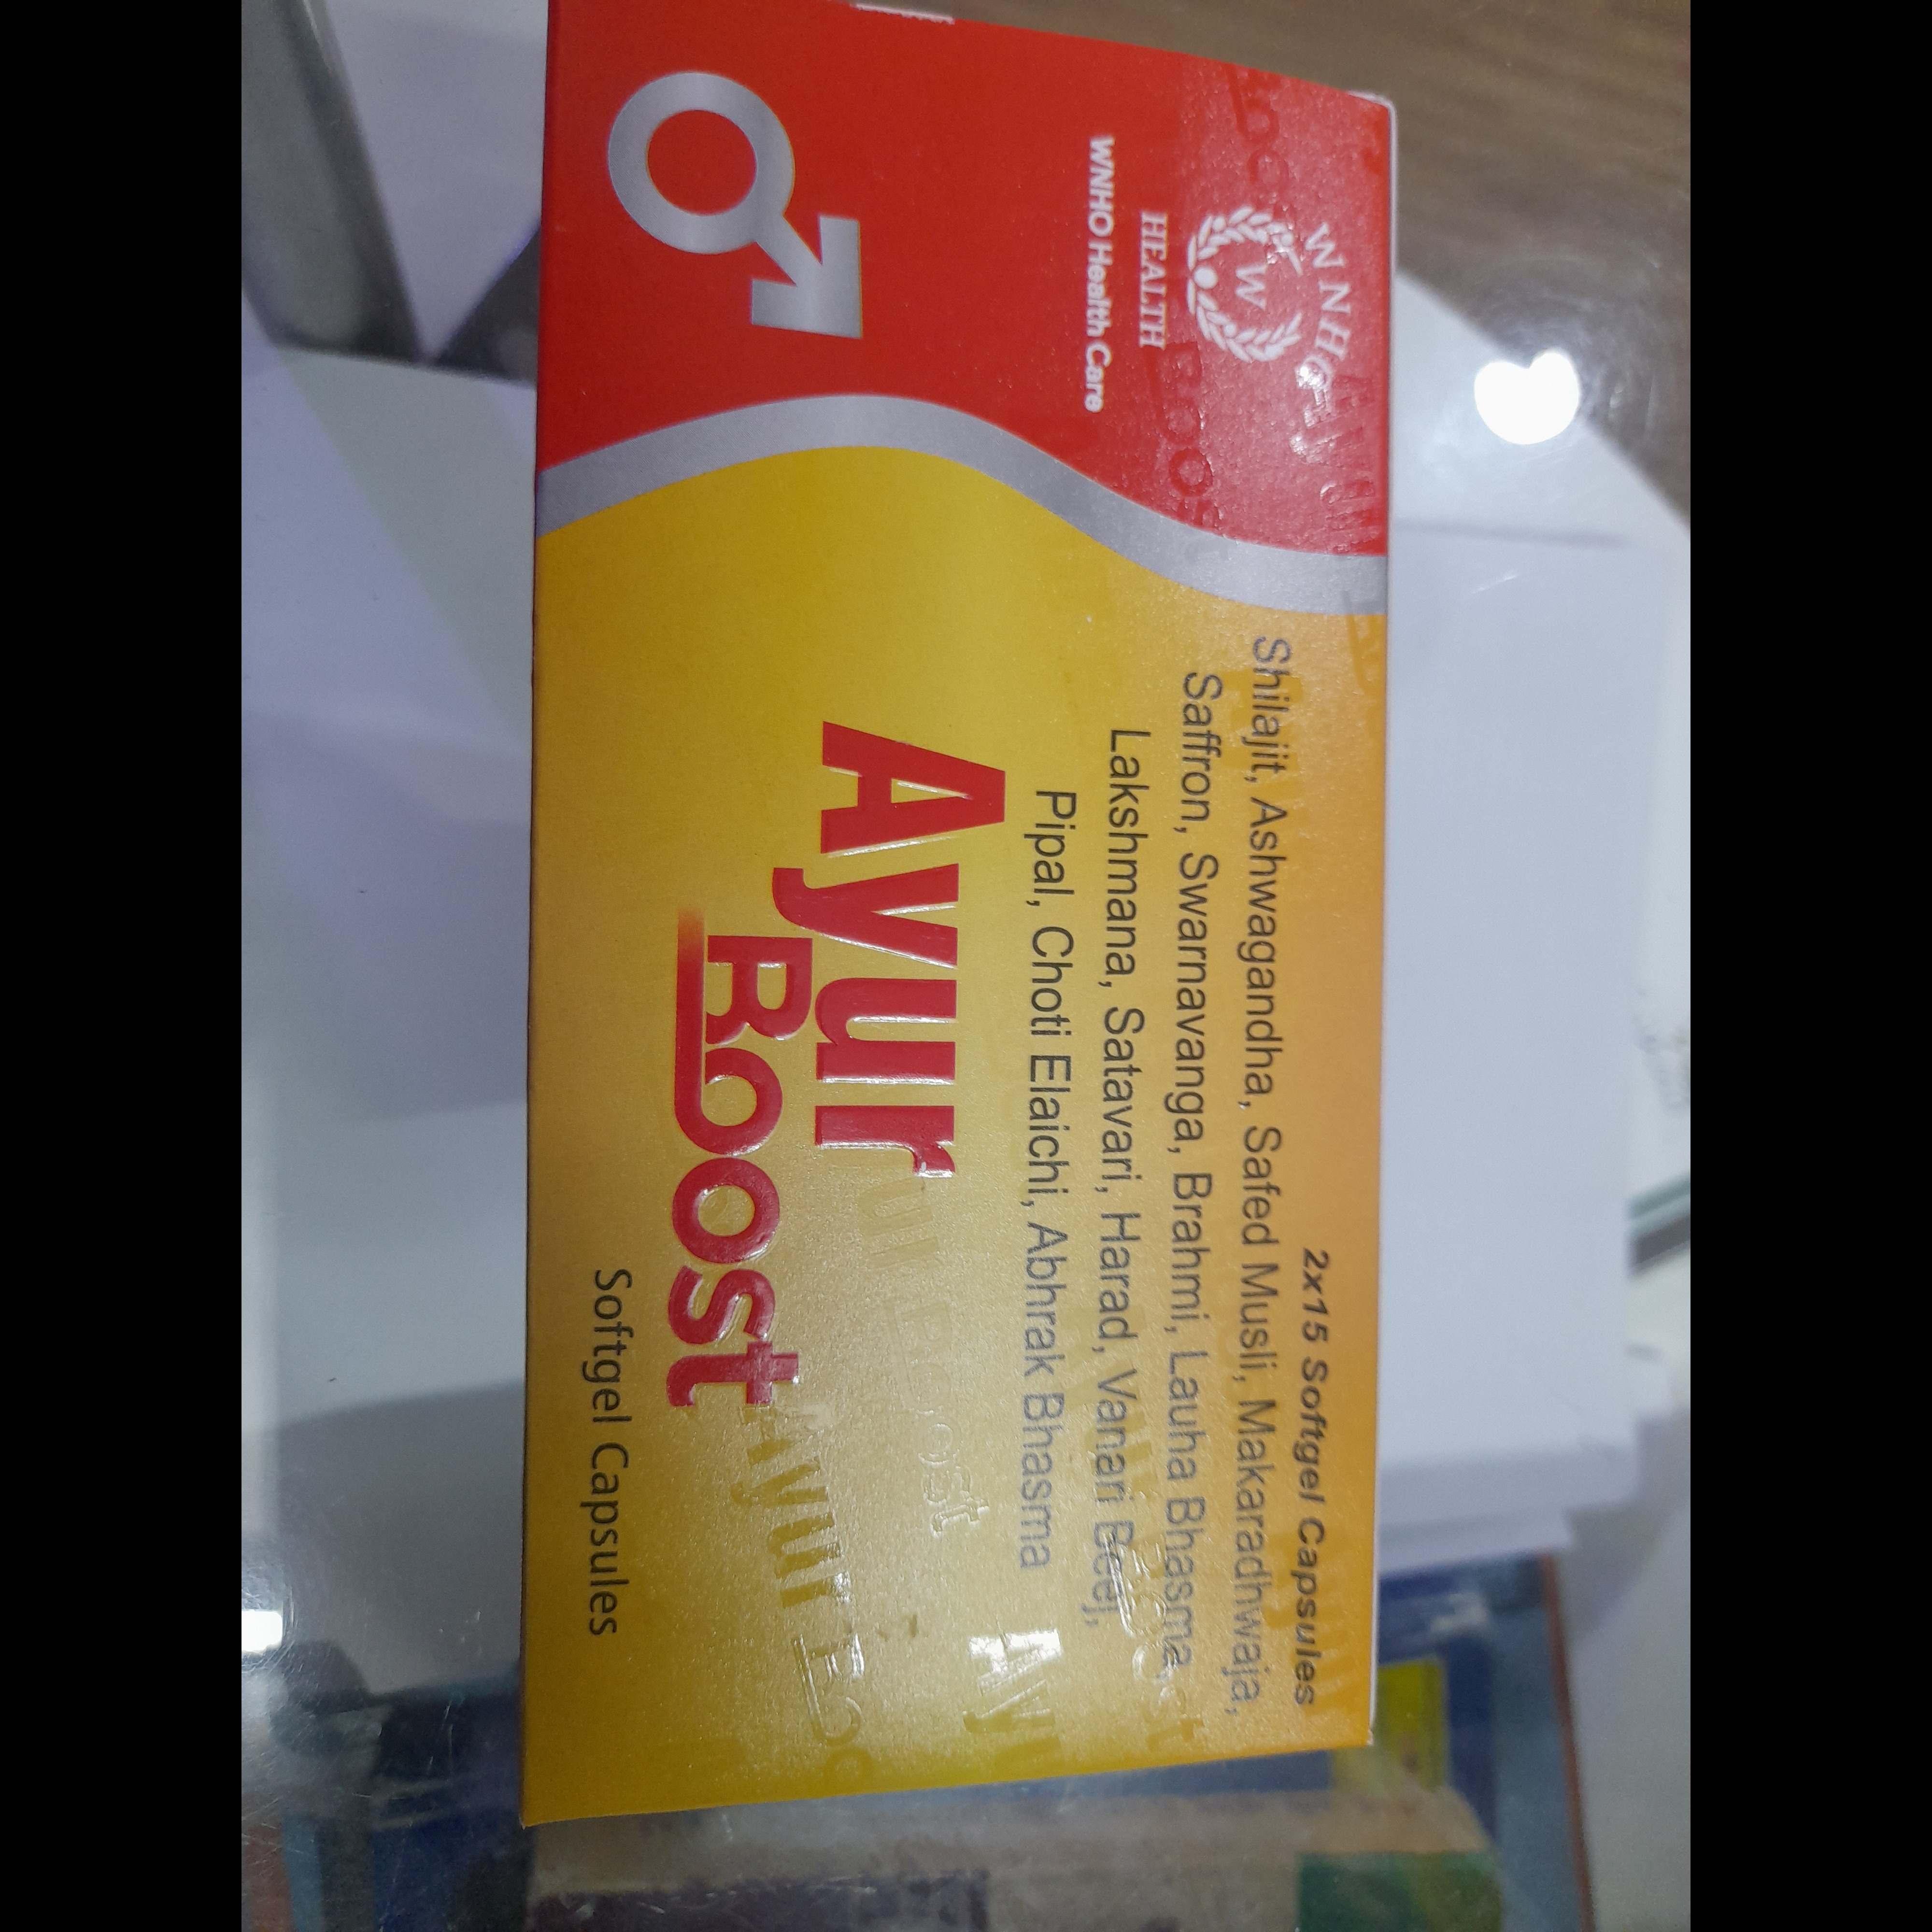 2x15 Softgel Capsules
WNHO
W
HEALTH
WNHO Health Care
Shilajit, Ashwagandha, Safed Musli, Makaradhwaja,
Saffron, Swarnavanga, Brahmi, Lauha Bhasma,
Lakshmana, Satavari, Harad, Vanari Beej,
Pipal, Choti Elaichi, Abhrak Bhasma
Ayur
Boost
Softgel Capsules